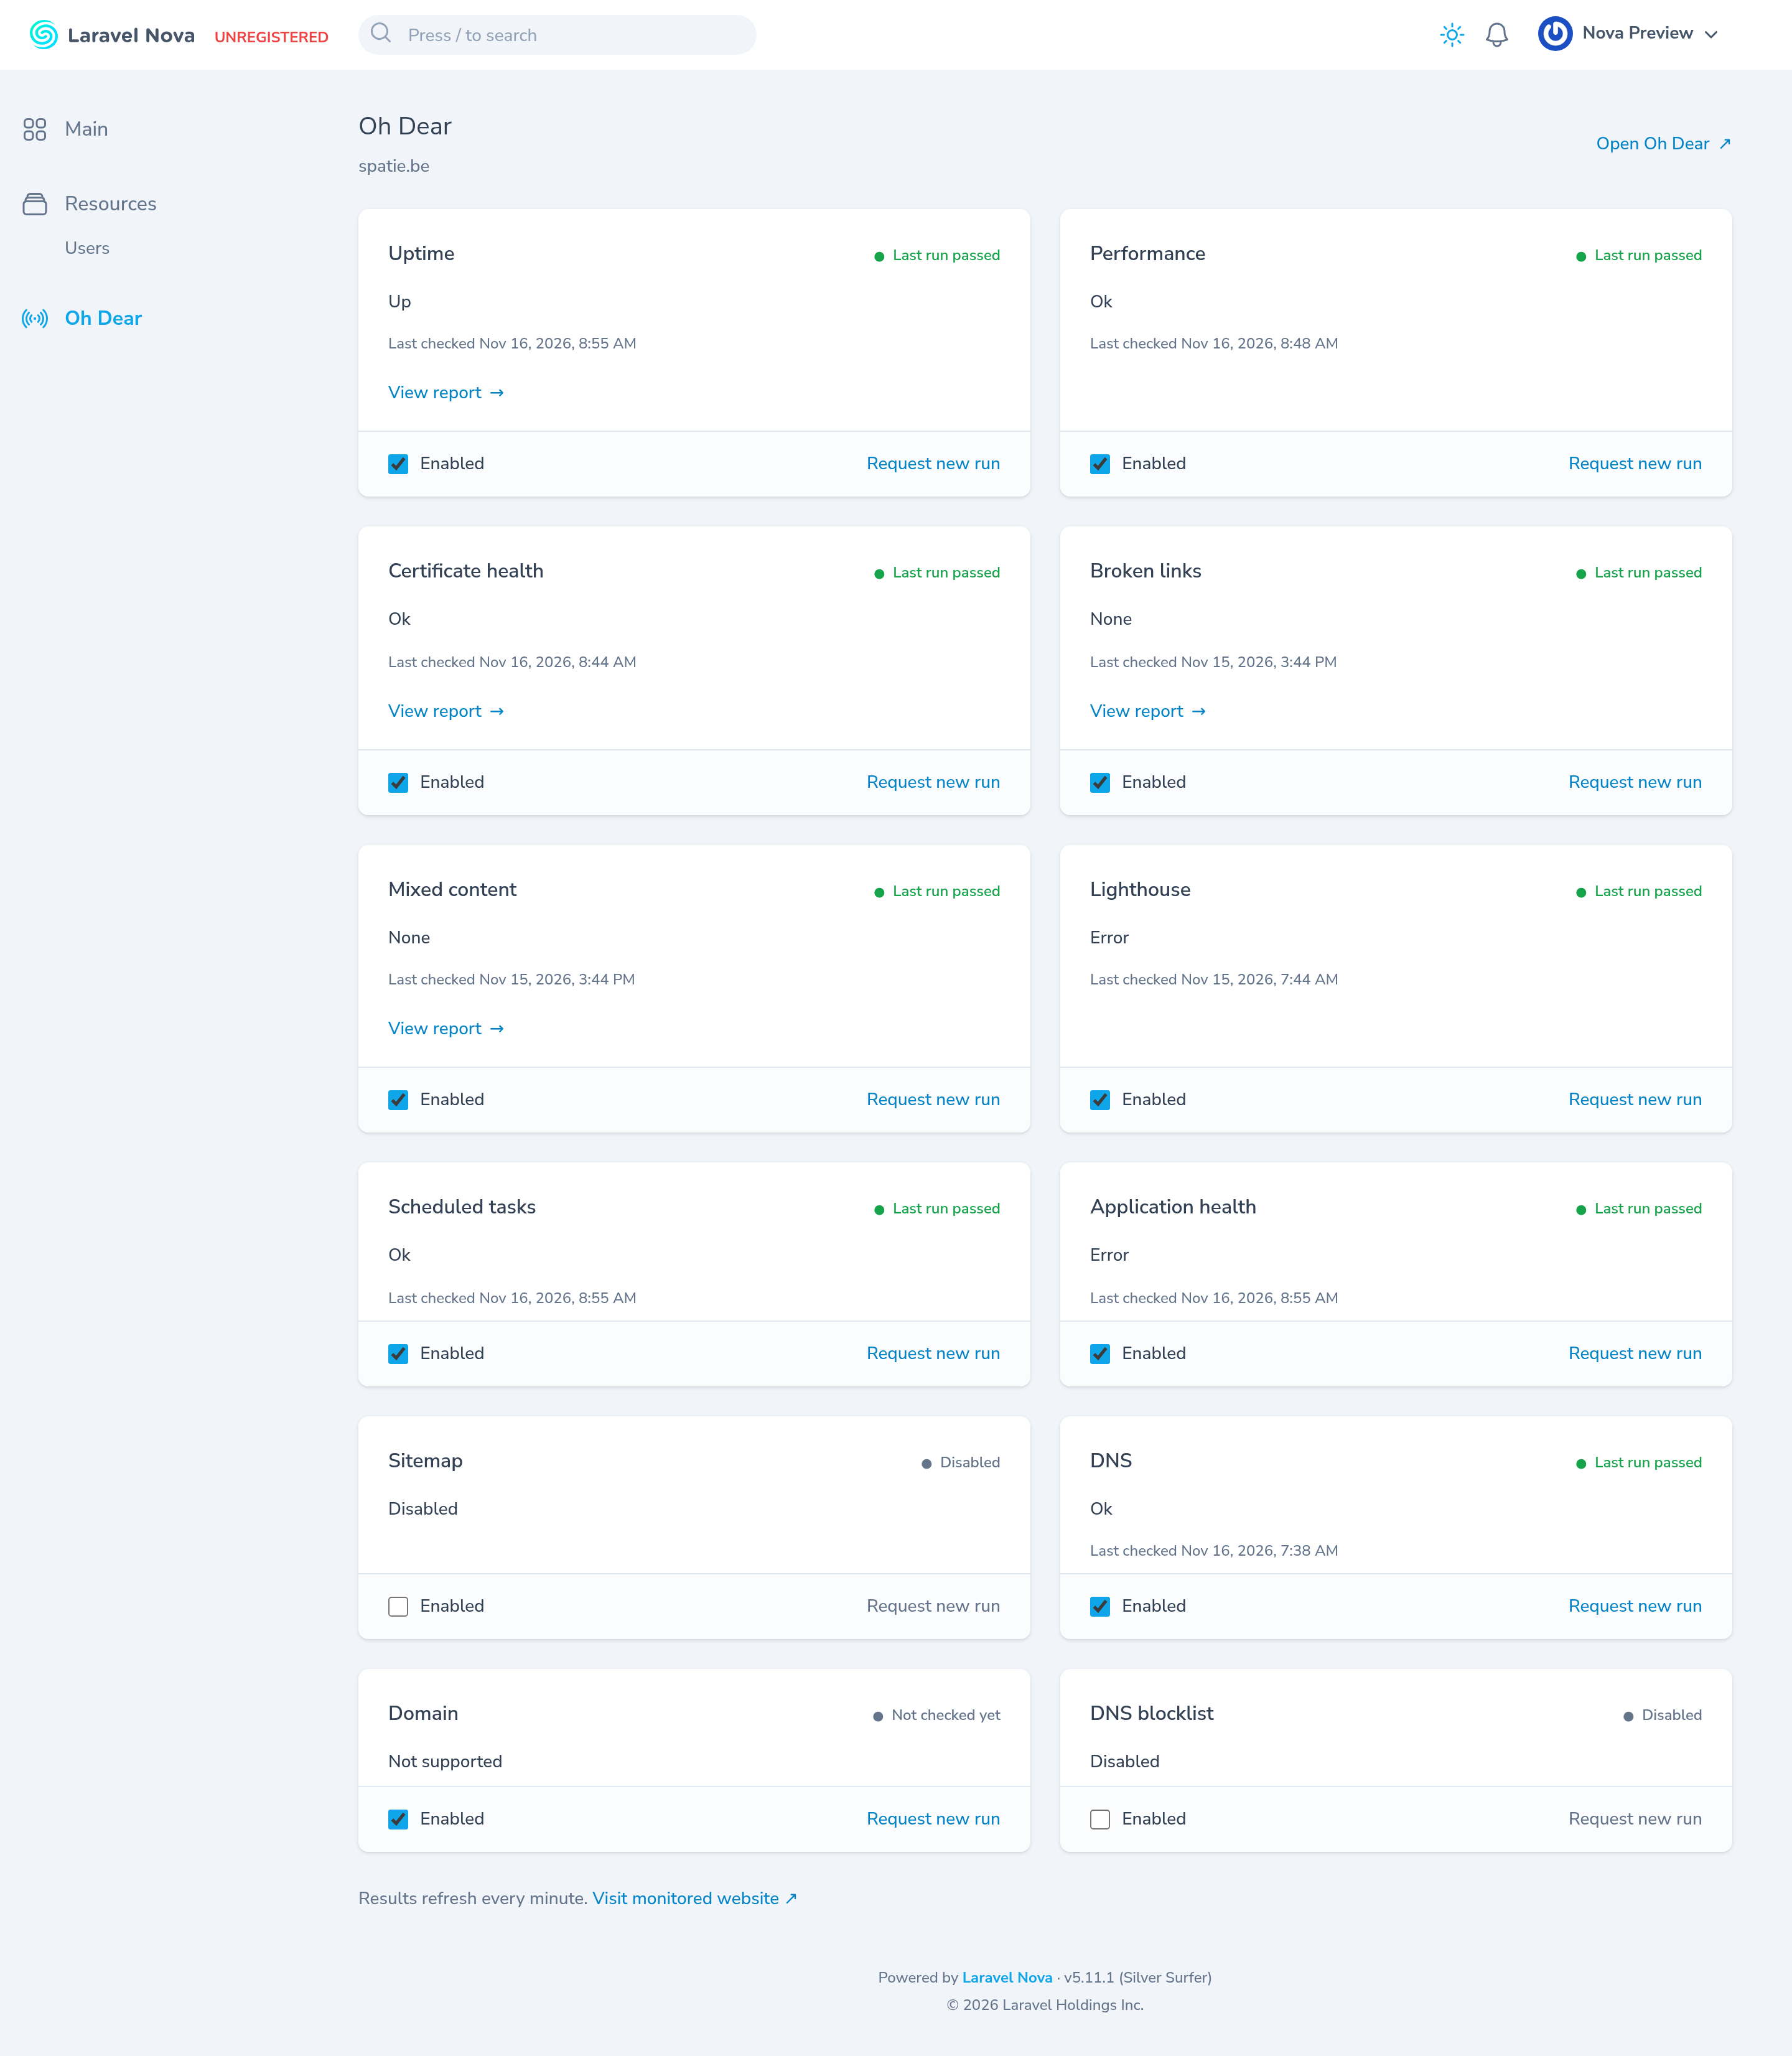 Laravel Nova UNREGISTERED
Press / to search
Nova Preview
Main
Resources
Users
Oh Dear
Oh Dear
spatie.be
Open Oh Dear ↗
Uptime
Last run passed
Up
Last checked Nov 16, 2026, 8:55 AM
View report →
Enabled
Request new run
Performance
Last run passed
Ok
Last checked Nov 16, 2026, 8:48 AM
Enabled
Request new run
Certificate health
Last run passed
Ok
Last checked Nov 16, 2026, 8:44 AM
View report →
Enabled
Request new run
Broken links
Last run passed
None
Last checked Nov 15, 2026, 3:44 PM
View report →
Enabled
Request new run
Mixed content
Last run passed
None
Last checked Nov 15, 2026, 3:44 PM
View report →
Enabled
Request new run
Lighthouse
Last run passed
Error
Last checked Nov 15, 2026, 7:44 AM
Enabled
Request new run
Scheduled tasks
Last run passed
Ok
Last checked Nov 16, 2026, 8:55 AM
Enabled
Request new run
Application health
Last run passed
Error
Last checked Nov 16, 2026, 8:55 AM
Enabled
Request new run
Sitemap
Disabled
Disabled
Enabled
Request new run
DNS
Last run passed
Ok
Last checked Nov 16, 2026, 7:38 AM
Enabled
Request new run
Domain
Not checked yet
Not supported
Enabled
Request new run
DNS blocklist
Disabled
Disabled
Enabled
Request new run
Results refresh every minute. Visit monitored website ↗
Powered by Laravel Nova · v5.11.1 (Silver Surfer)
© 2026 Laravel Holdings Inc.